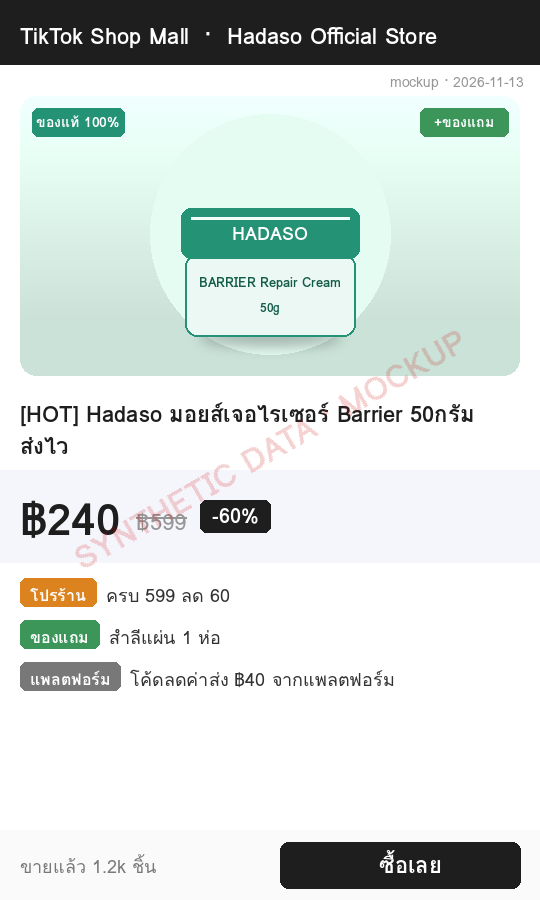 TikTok Shop Mall · Hadaso Official Store
mockup · 2026-11-13
ของแท้ 100%
+ของแถม
HADASO
BARRIER Repair Cream
50g
[HOT] Hadaso มอยส์เจอไรเซอร์ Barrier 50กรัม
ส่งไว
฿240 ฿599 -60%
โปรร้าน ครบ 599 ลด 60
ของแถม สำลีแผ่น 1 ห่อ
แพลตฟอร์ม โค้ดลดค่าส่ง ฿40 จากแพลตฟอร์ม
SYNTHETIC DATA · MOCKUP
ขายแล้ว 1.2k ชิ้น
ซื้อเลย